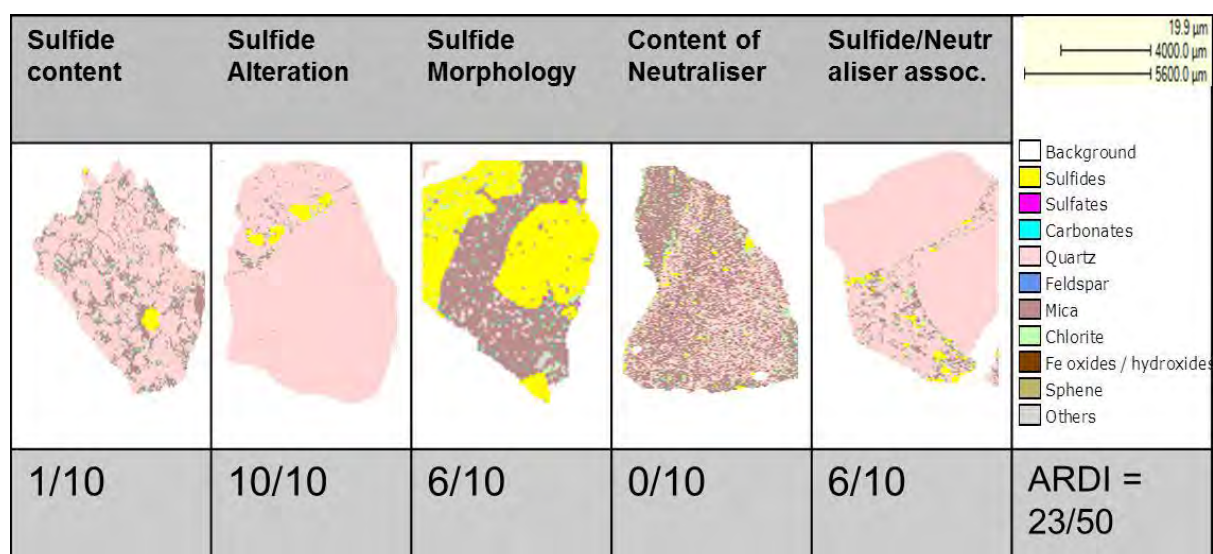 Sulfide
content
Sulfide
Alteration
Sulfide
Morphology
Content of
Neutraliser
Sulfide/Neutr
aliser assoc.
19.9 µm
4000.0 µm
5600.0 µm
Background
Sulfides
Sulfates
Carbonates
Quartz
Feldspar
Mica
Chlorite
Fe oxides / hydroxides
Sphene
Others
1/10
10/10
6/10
0/10
6/10
ARDI =
23/50